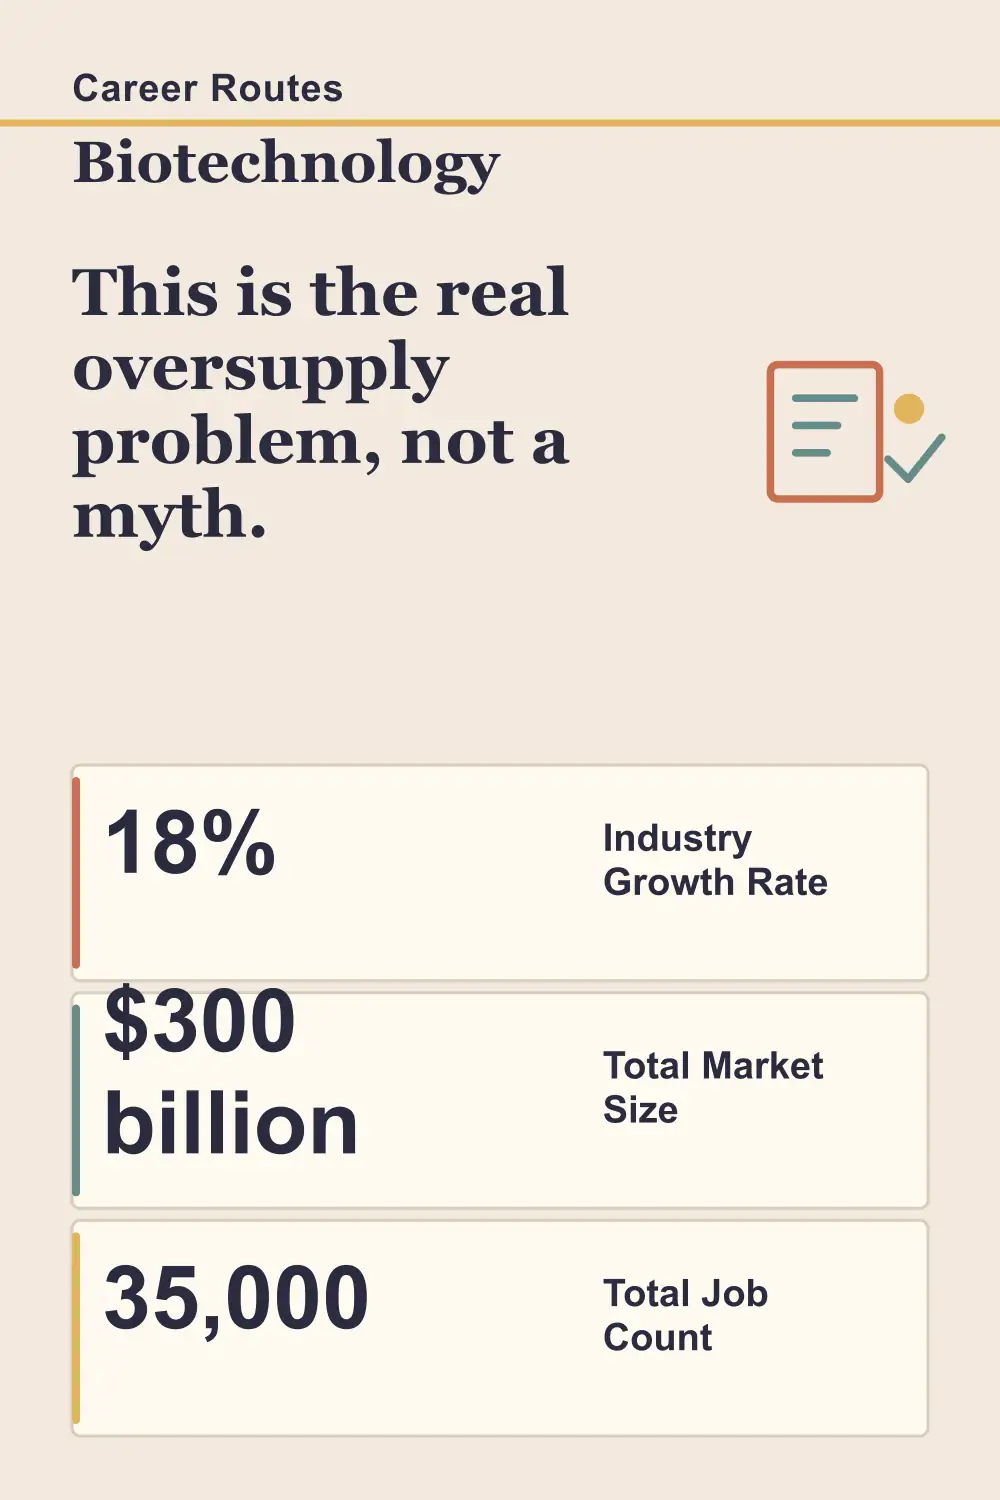 Career Routes
Biotechnology
This is the real
oversupply
problem, not a
myth.
18%
Industry
Growth Rate
$300
billion
Total Market
Size
35,000
Total Job
Count